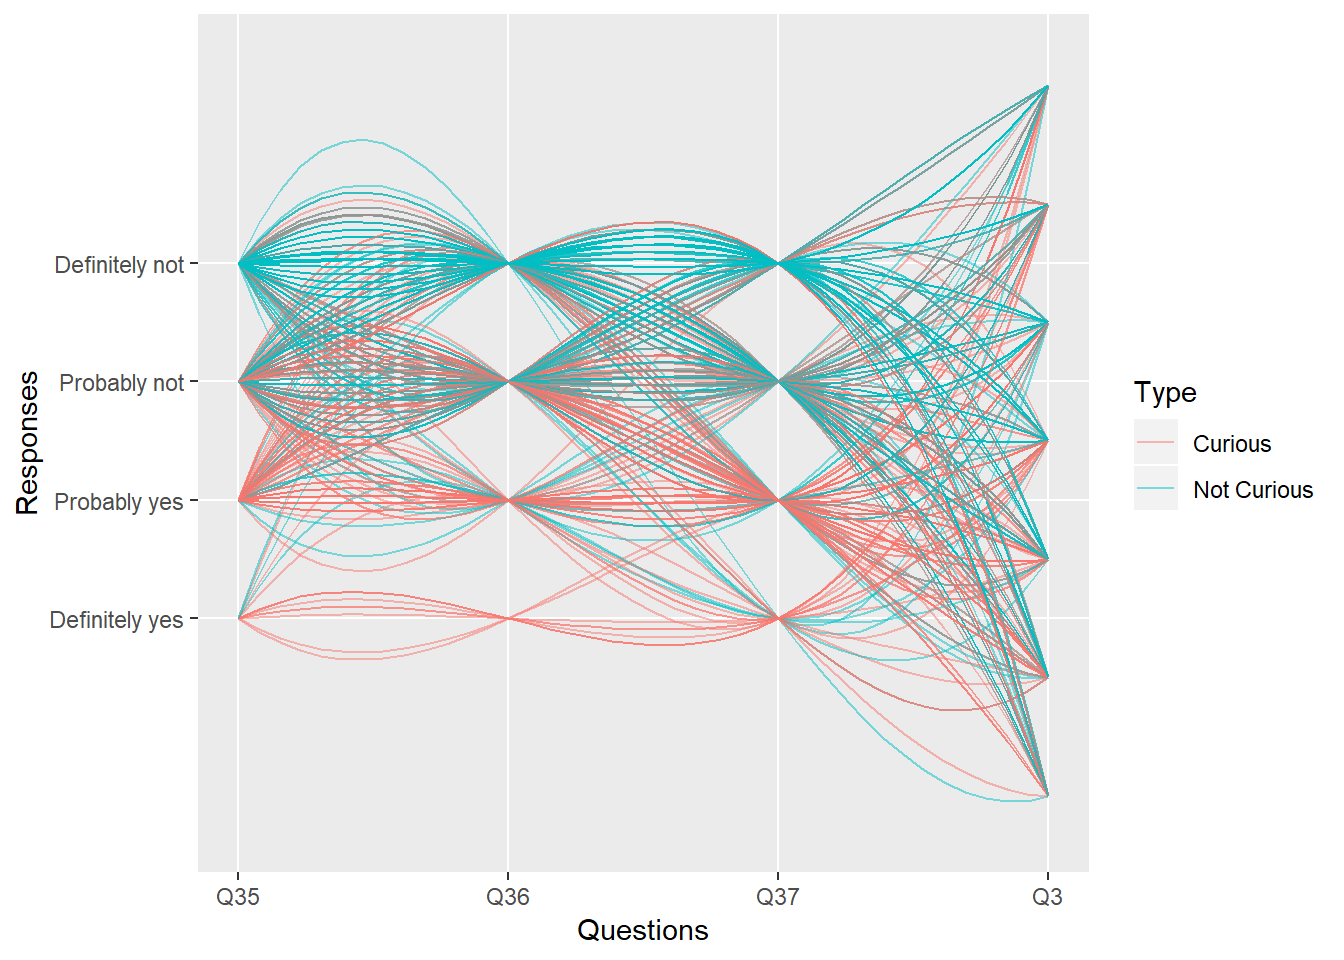 Definitely not
Probably not
Probably yes
Definitely yes
Responses
Q35
Q36
Q37
Q3
Questions
Type
Curious
Not Curious